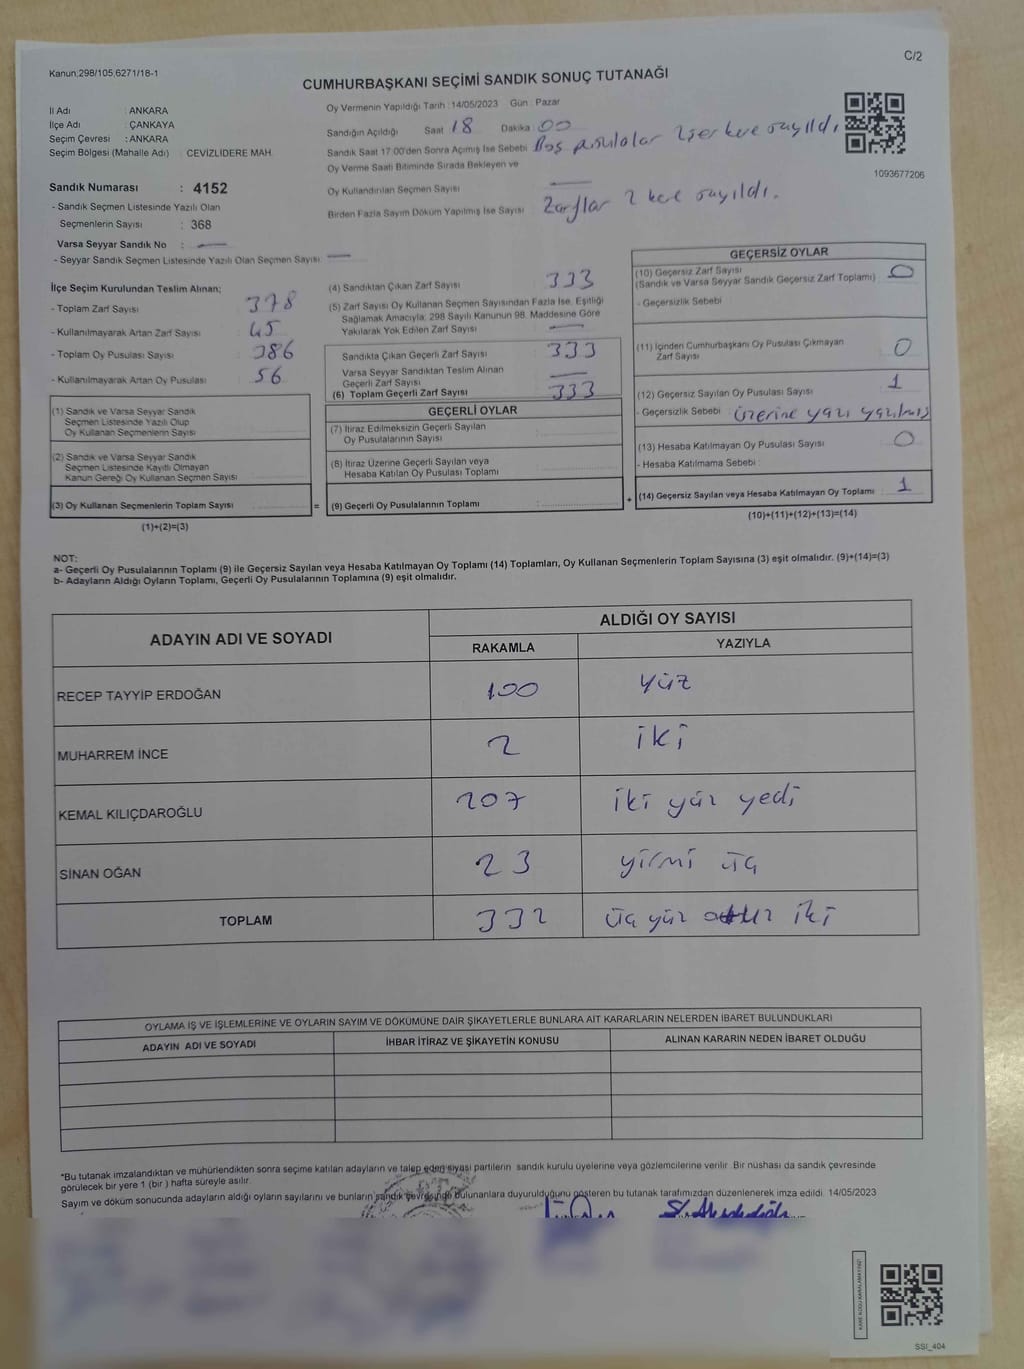 C/2
Kanun:298/105,6271/18-1
CUMHURBAŞKANI SEÇİMİ SANDIK SONUÇ TUTANAĞI
İl Adı : ANKARA
İlçe Adı : ÇANKAYA
Seçim Çevresi : ANKARA
Seçim Bölgesi (Mahalle Adı) : CEVİZLIDERE MAH.
Sandık Numarası : 4152
- Sandık Seçmen Listesinde Yazılı Olan
Seçmenlerin Sayısı : 368
Varsa Seyyar Sandık No : —
- Seyyar Sandık Seçmen Listesinde Yazılı Olan Seçmen Sayısı: —
Oy Vermenin Yapıldığı Tarih : 14/05/2023 Gün : Pazar
Sandığın Açıldığı Saat 18 Dakika : 00
Sandık Saat 17:00'den Sonra Açımış İse Sebebi Boş pusulalar 2şer kere sayıldı.
Oy Verme Saati Bitiminde Sırada Bekleyen ve
Oy Kullandırılan Seçmen Sayısı —
Birden Fazla Sayım Döküm Yapılmış İse Sayısı Zarflar 2 kere sayıldı.
1093677206
İlçe Seçim Kurulundan Teslim Alınan;
- Toplam Zarf Sayısı : 378
- Kullanılmayarak Artan Zarf Sayısı : 45
- Toplam Oy Pusulası Sayısı : 386
- Kullanılmayarak Artan Oy Pusulası : 56
(1) Sandık ve Varsa Seyyar Sandık
Seçmen Listesinde Yazılı Olup
Oy Kullanan Seçmenlerin Sayısı
(2) Sandık ve Varsa Seyyar Sandık
Seçmen Listesinde Kayıtlı Olmayan
Kanun Gereği Oy Kullanan Seçmen Sayısı
(3) Oy Kullanan Seçmenlerin Toplam Sayısı
(1)+(2)=(3)
=
(4) Sandıktan Çıkan Zarf Sayısı 333
(5) Zarf Sayısı Oy Kullanan Seçmen Sayısından Fazla İse, Eşitliği
Sağlamak Amacıyla; 298 Sayılı Kanunun 98. Maddesine Göre
Yakılarak Yok Edilen Zarf Sayısı —
Sandıkta Çıkan Geçerli Zarf Sayısı 333
Varsa Seyyar Sandıktan Teslim Alınan
Geçerli Zarf Sayısı —
(6) Toplam Geçerli Zarf Sayısı 333
GEÇERLİ OYLAR
(7) İtiraz Edilmeksizin Geçerli Sayılan
Oy Pusulalarının Sayısı
(8) İtiraz Üzerine Geçerli Sayılan veya
Hesaba Katılan Oy Pusulası Toplamı
(9) Geçerli Oy Pusulalarının Toplamı
+
GEÇERSİZ OYLAR
(10) Geçersiz Zarf Sayısı
(Sandık ve Varsa Seyyar Sandık Geçersiz Zarf Toplamı) : 0
- Geçersizlik Sebebi :
(11) İçinden Cumhurbaşkanı Oy Pusulası Çıkmayan
Zarf Sayısı 0
(12) Geçersiz Sayılan Oy Pusulası Sayısı : 1
- Geçersizlik Sebebi : üzerine yazı yazılmış
(13) Hesaba Katılmayan Oy Pusulası Sayısı : 0
- Hesaba Katılmama Sebebi :
(14) Geçersiz Sayılan veya Hesaba Katılmayan Oy Toplamı : 1
(10)+(11)+(12)+(13)=(14)
NOT:
a- Geçerli Oy Pusulalarının Toplamı (9) ile Geçersiz Sayılan veya Hesaba Katılmayan Oy Toplamı (14) Toplamları, Oy Kullanan Seçmenlerin Toplam Sayısına (3) eşit olmalıdır. (9)+(14)=(3)
b- Adayların Aldığı Oyların Toplamı, Geçerli Oy Pusulalarının Toplamına (9) eşit olmalıdır.
ADAYIN ADI VE SOYADI ALDIĞI OY SAYISI
RAKAMLA YAZIYLA
RECEP TAYYİP ERDOĞAN 100 yüz
MUHARREM İNCE 2 iki
KEMAL KILIÇDAROĞLU 207 iki yüz yedi
SİNAN OĞAN 23 yirmi üç
TOPLAM 332 üç yüz otuz iki
OYLAMA İŞ VE İŞLEMLERİNE VE OYLARIN SAYIM VE DÖKÜMÜNE DAİR ŞİKAYETLERLE BUNLARA AİT KARARLARIN NELERDEN İBARET BULUNDUKLARI
ADAYIN ADI VE SOYADI İHBAR İTİRAZ VE ŞİKAYETİN KONUSU ALINAN KARARIN NEDEN İBARET OLDUĞU
*Bu tutanak imzalandıktan ve mühürlendikten sonra seçime katılan adayların ve talep eden siyasi partilerin sandık kurulu üyelerine veya gözlemcilerine verilir. Bir nüshası da sandık çevresinde
görülecek bir yere 1 (bir) hafta süreyle asılır.
Sayım ve döküm sonucunda adayların aldığı oyların sayılarını ve bunların sandık çevresinde bulunanlara duyurulduğunu gösteren bu tutanak tarafımızdan düzenlenerek imza edildi. 14/05/2023
KARE KODU KARALAMAYINIZ!
SSI_404